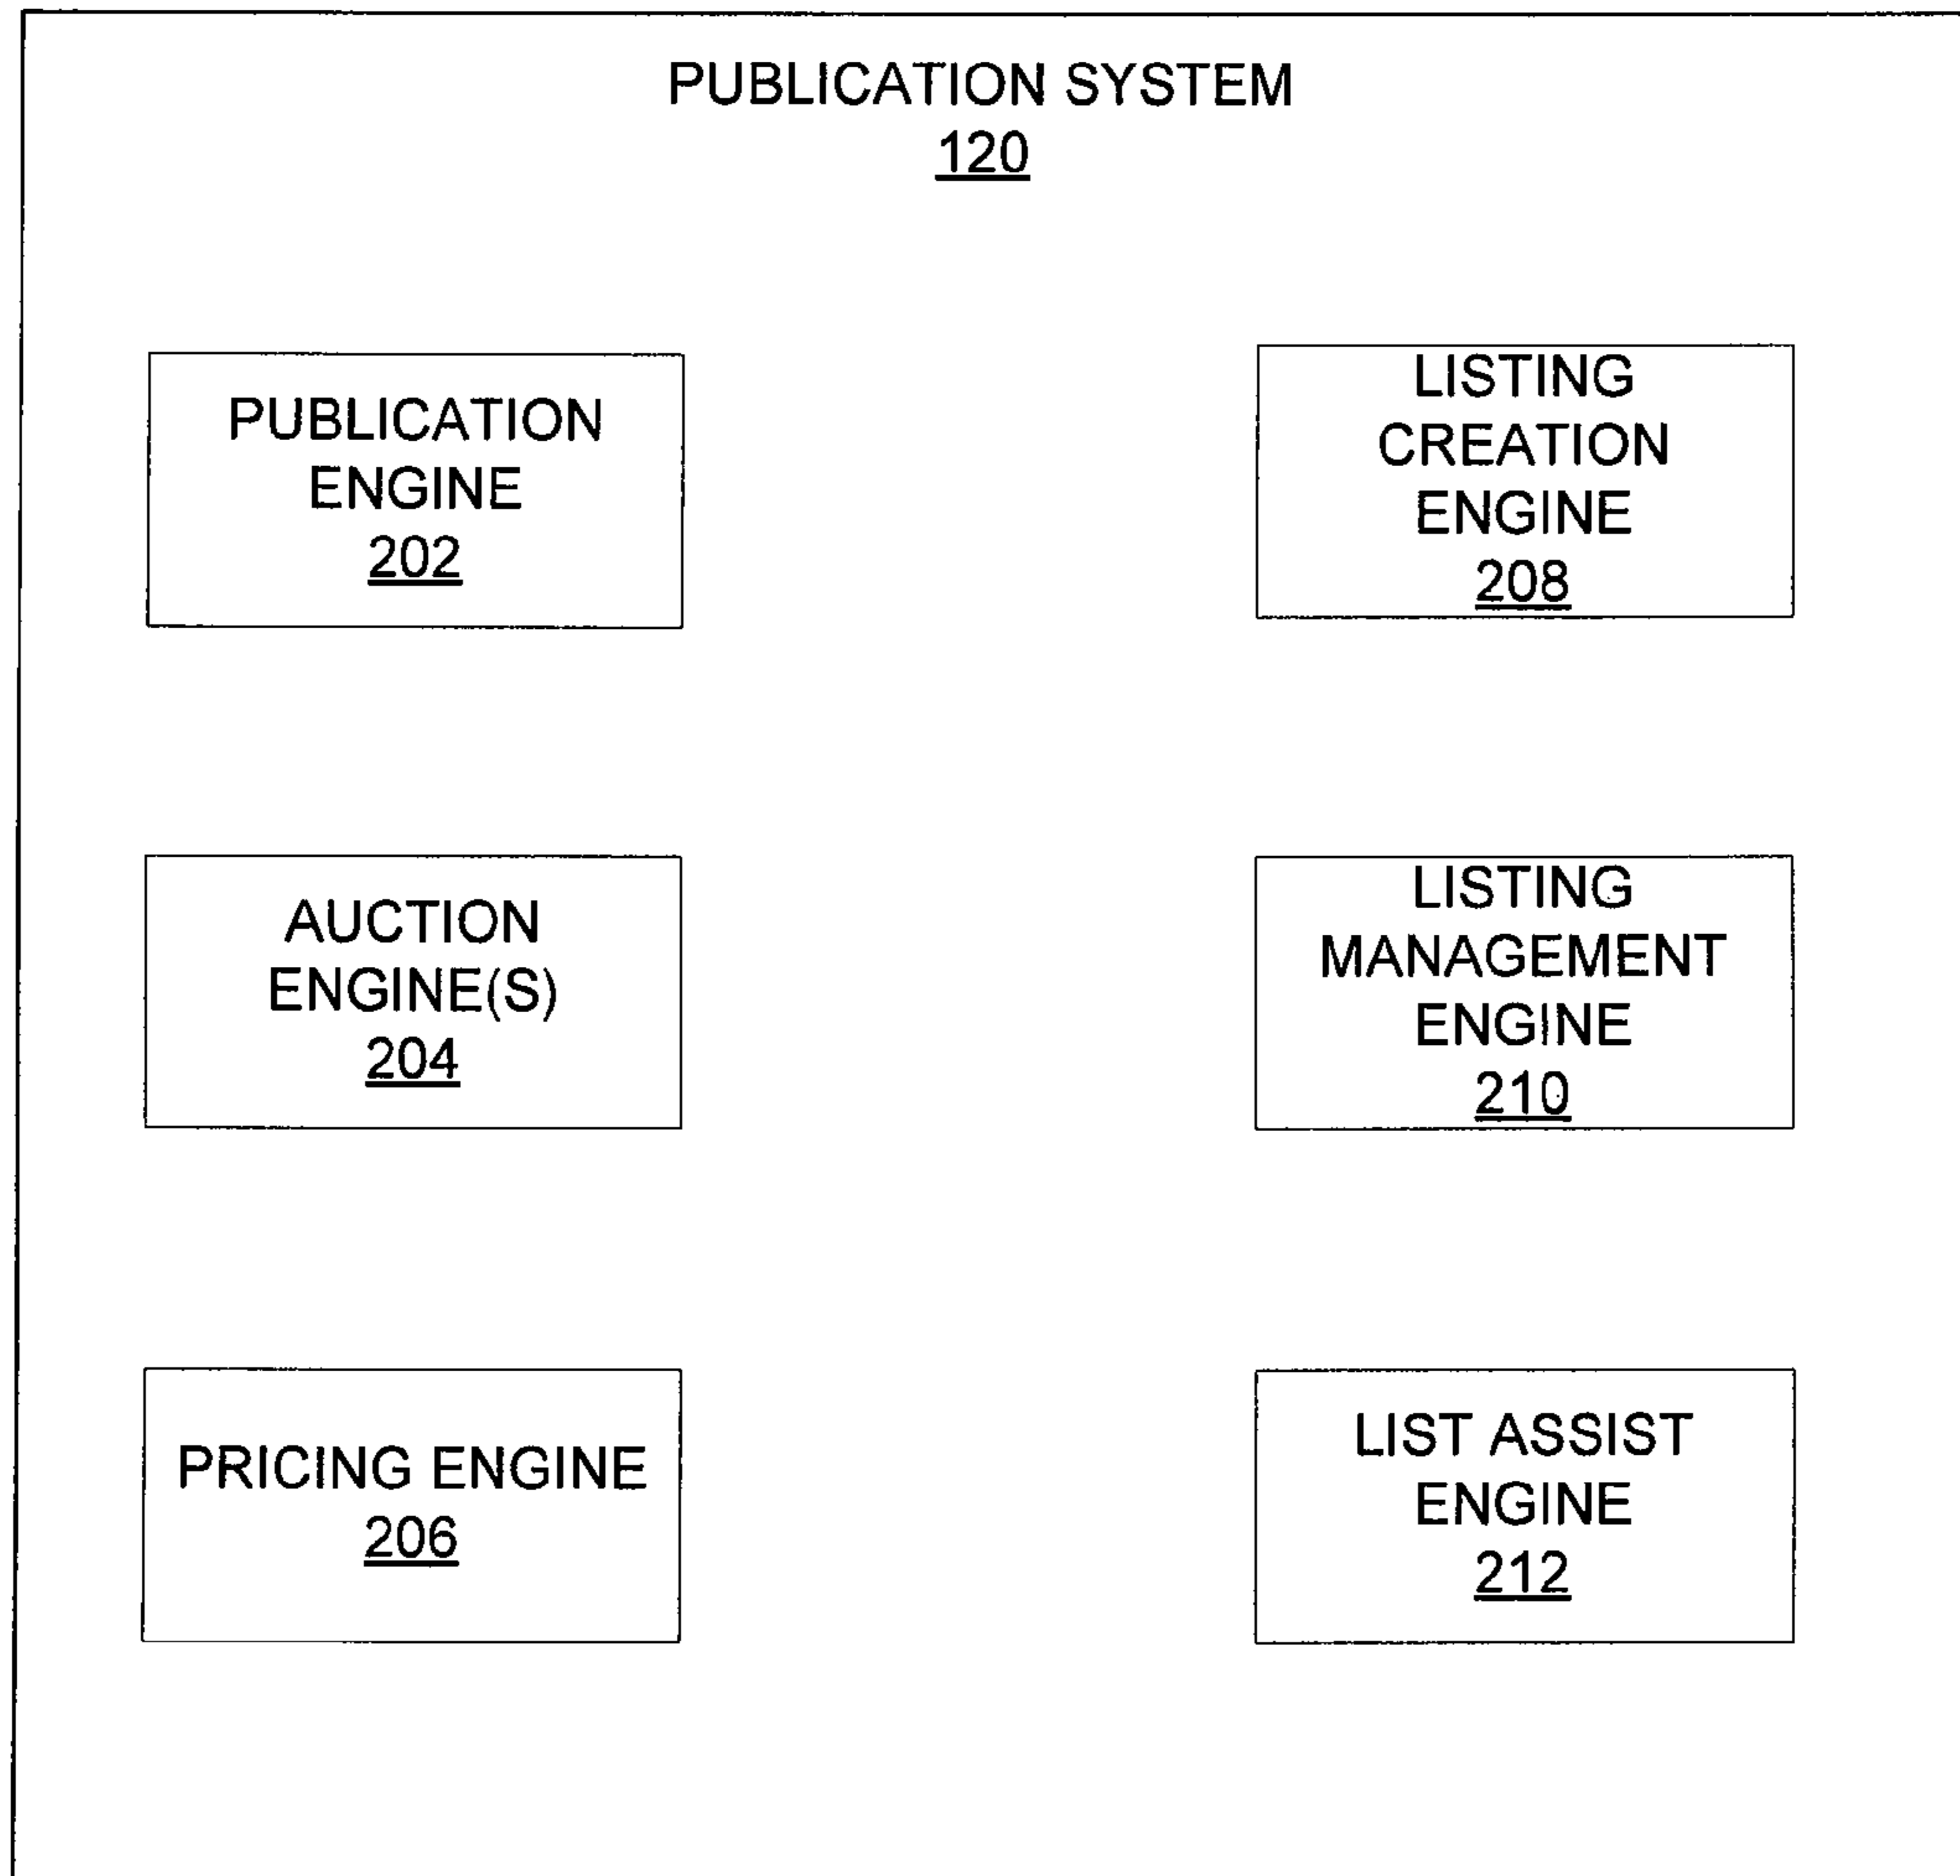 PUBLICATION SYSTEM
120
PUBLICATION
ENGINE
202
LISTING
CREATION
ENGINE
208
AUCTION
ENGINE(S)
204
LISTING
MANAGEMENT
ENGINE
210
PRICING ENGINE
206
LIST ASSIST
ENGINE
212